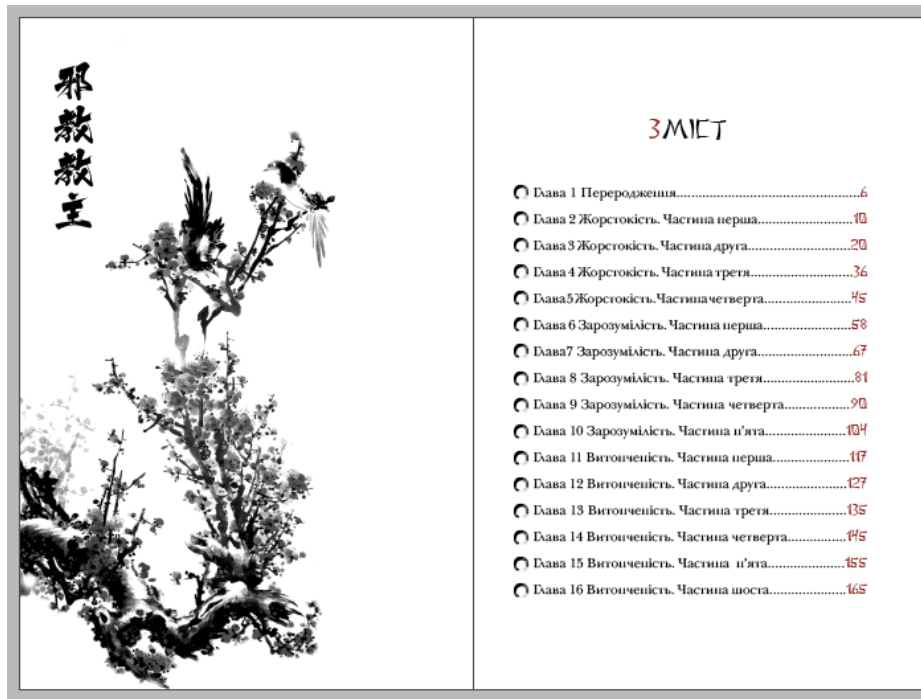 邪教教主
ЗМІСТ
Глава 1 Переродження......................................................6
Глава 2 Жорстокість. Частина перша............................10
Глава 3 Жорстокість. Частина друга...............................20
Глава 4 Жорстокість. Частина третя..............................36
Глава5Жорстокість.Частиначетверта..........................45
Глава 6 Зарозумілість. Частина перша...........................58
Глава7 Зарозумілість. Частина друга.............................67
Глава 8 Зарозумілість. Частина третя............................81
Глава 9 Зарозумілість. Частина четверта....................90
Глава 10 Зарозумілість. Частина п'ята.........................104
Глава 11 Витонченість. Частина перша.......................117
Глава 12 Витонченість. Частина друга.........................127
Глава 13 Витонченість. Частина третя.......................135
Глава 14 Витонченість. Частина четверта..................145
Глава 15 Витонченість. Частина  п'ята.......................155
Глава 16 Витонченість. Частина шоста.......................165